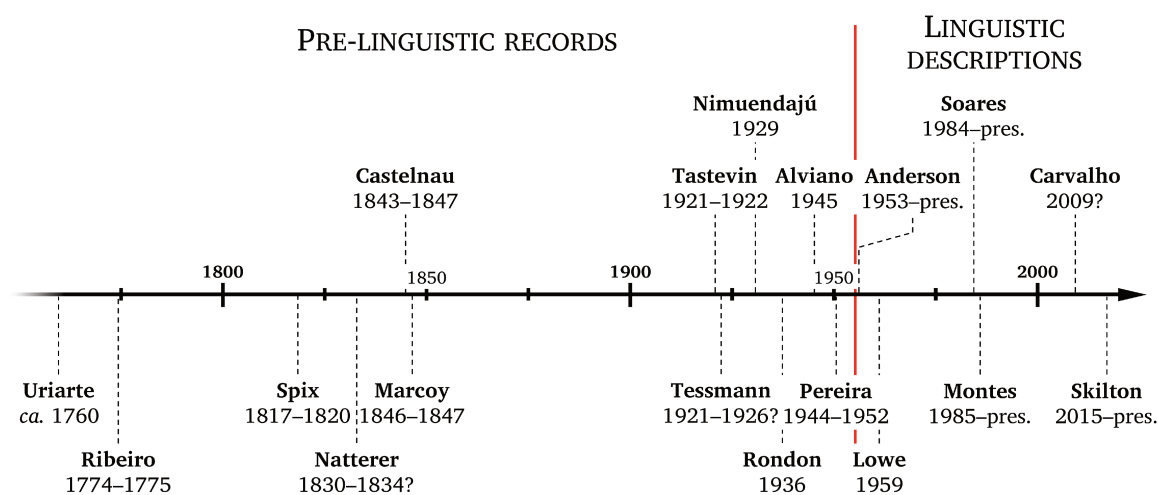 PRE-LINGUISTIC RECORDS
LINGUISTIC
DESCRIPTIONS
Nimuendajú
1929
Soares
1984–pres.
Castelnau
1843–1847
Tastevin
1921–1922
Alviano
1945
Anderson
1953–pres.
Carvalho
2009?
1800
1850
1900
1950
2000
Uriarte
ca. 1760
Spix
1817–1820
Marcoy
1846–1847
Tessmann
1921–1926?
Pereira
1944–1952
Montes
1985–pres.
Skilton
2015–pres.
Ribeiro
1774–1775
Natterer
1830–1834?
Rondon
1936
Lowe
1959